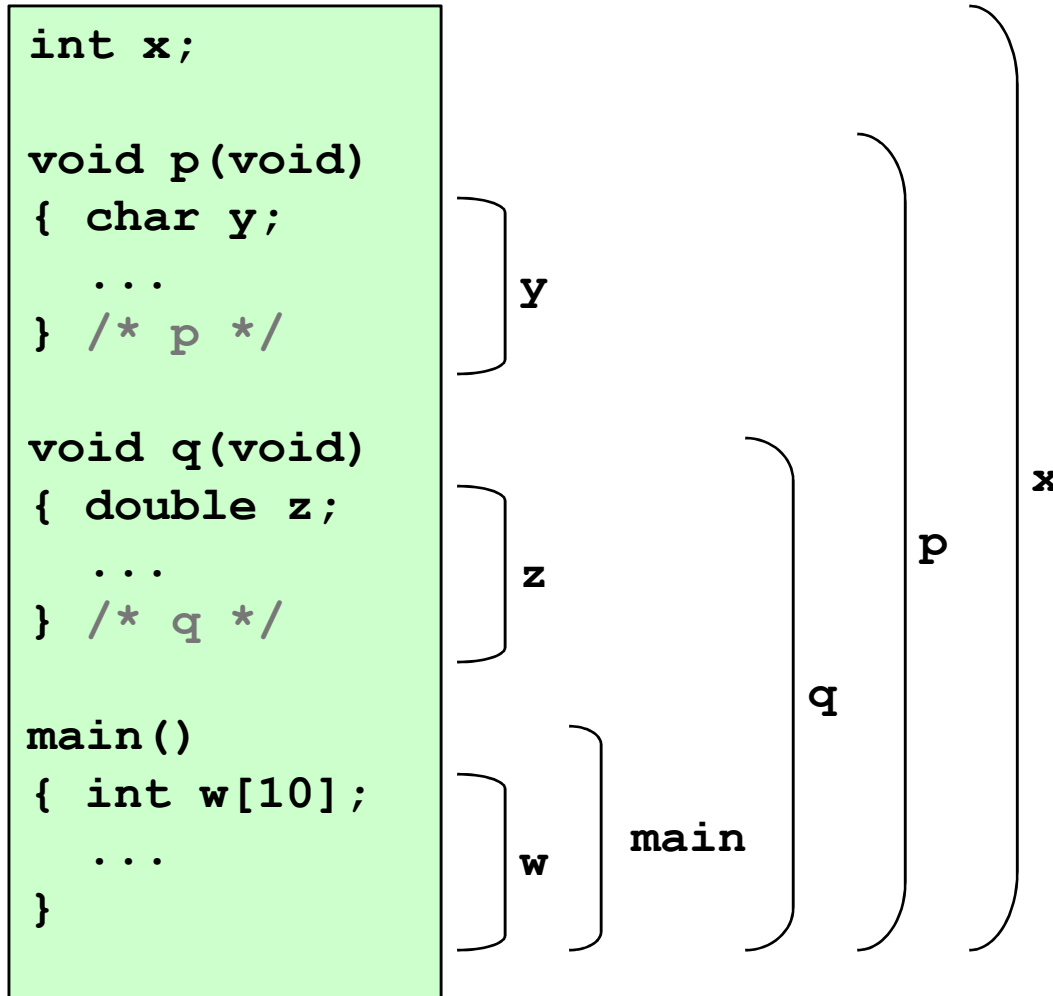 int x;
void p(void)
{ char y;
...
} /* p */
void q(void)
{ double z;
...
} /* q */
main()
{ int w[10];
...
}
y
z
w
main
q
p
x